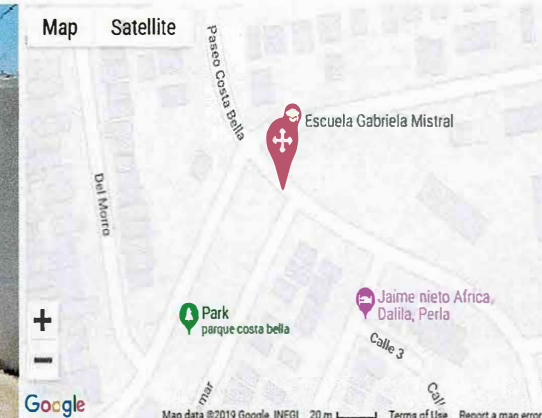 Map Satellite
Paseo Costa Bella
Escuela Gabriela Mistral
Del Morro
Park
parque costa bella
Jaime nieto Africa,
Dalila, Perla
Calle 3
mar
Google
Map data ©2019 Google, INEGI 20 m Terms of Use Report a map error